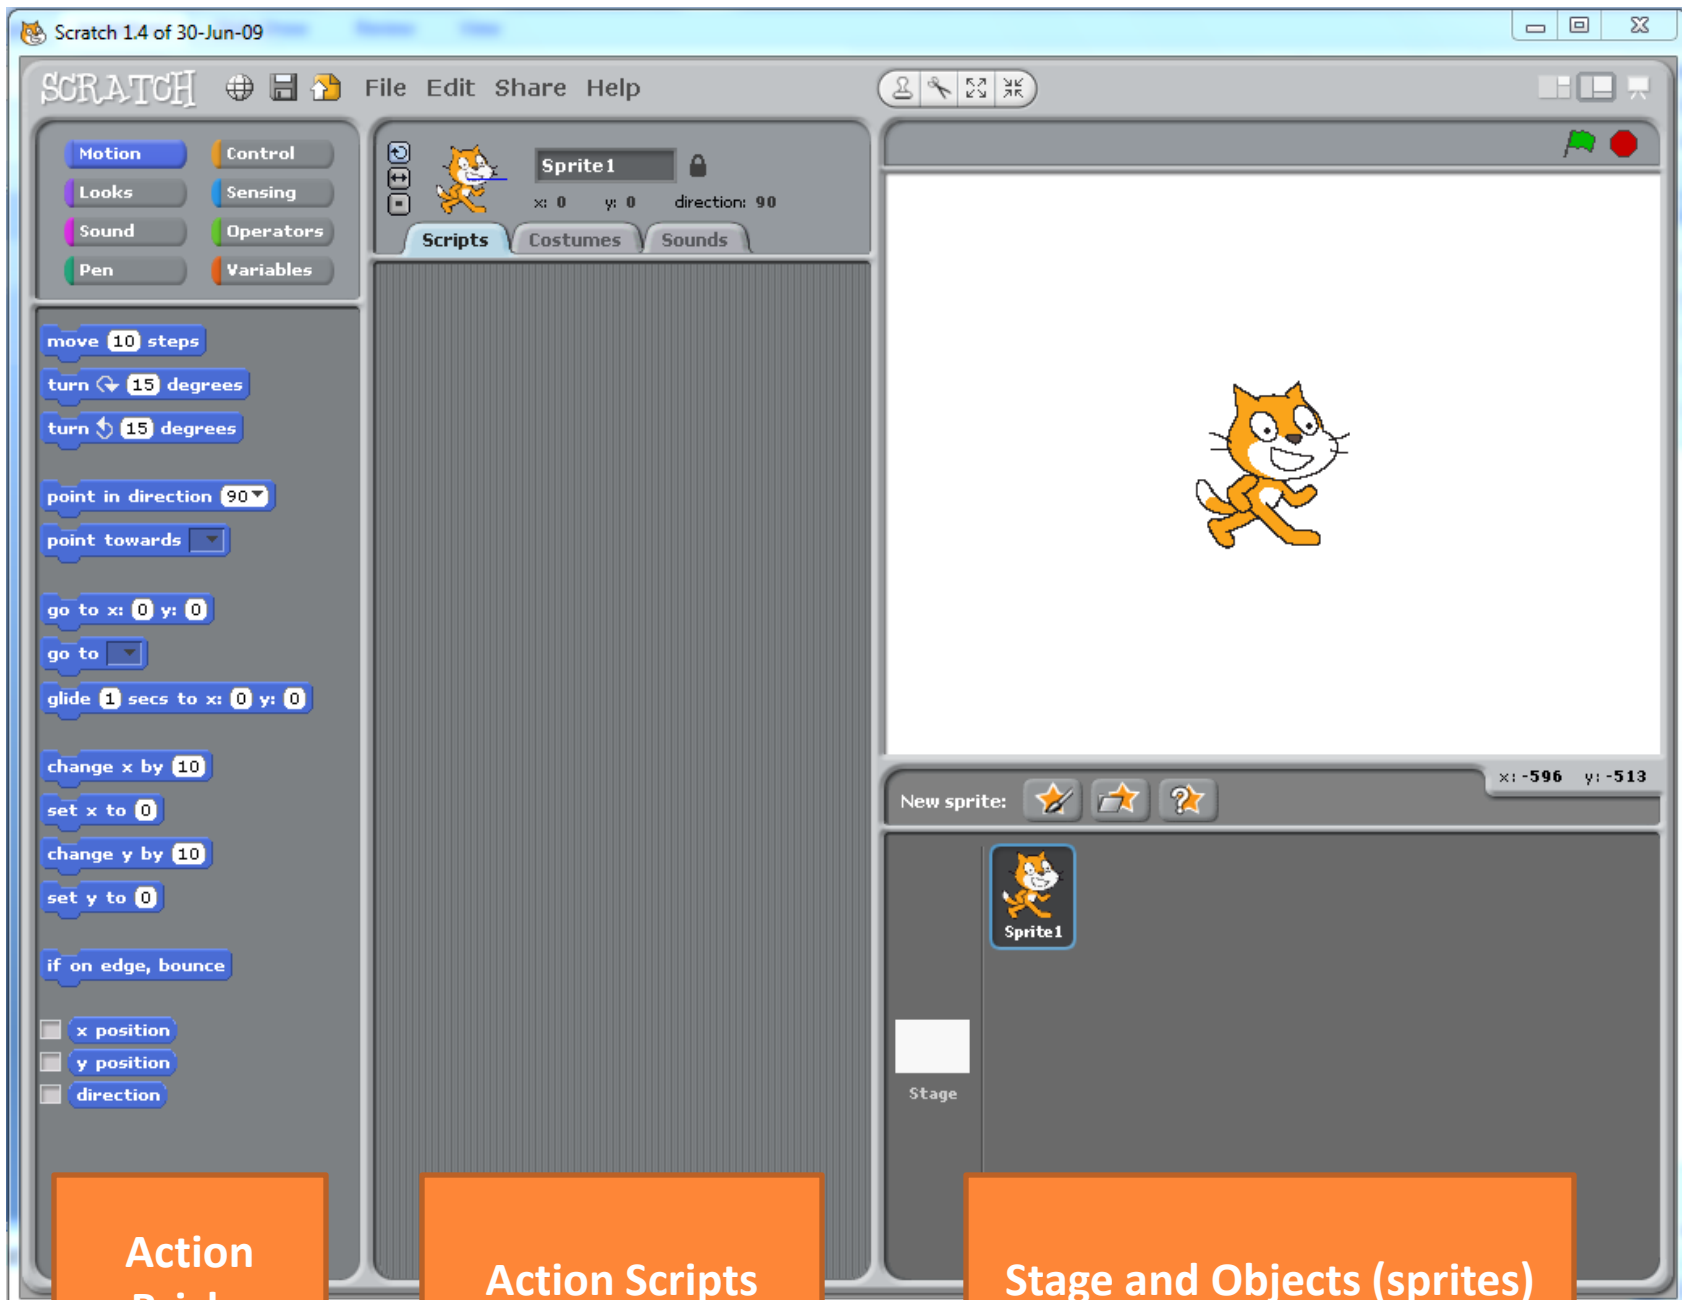 Scratch 1.4 of 30-Jun-09
SCRATCH File Edit Share Help
Motion Control
Looks Sensing
Sound Operators
Pen Variables
move 10 steps
turn 15 degrees
turn 15 degrees
point in direction 90
point towards
go to x: 0 y: 0
go to
glide 1 secs to x: 0 y: 0
change x by 10
set x to 0
change y by 10
set y to 0
if on edge, bounce
x position
y position
direction
Sprite1
x: 0 y: 0 direction: 90
Scripts Costumes Sounds
x: -596 y: -513
New sprite:
Sprite1
Stage
Action
Action Scripts
Stage and Objects (sprites)